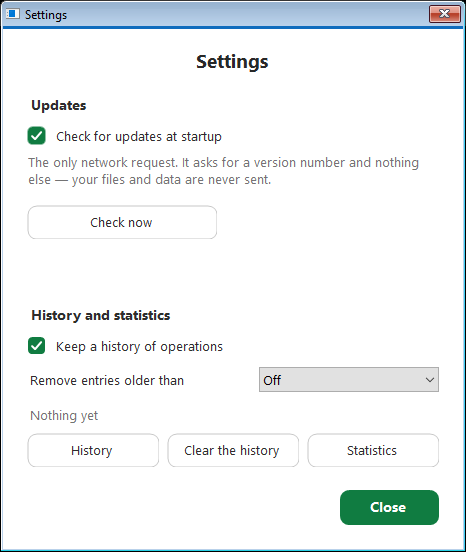 Settings
Settings
Updates
Check for updates at startup
The only network request. It asks for a version number and nothing
else — your files and data are never sent.
Check now
History and statistics
Keep a history of operations
Remove entries older than
Off
Nothing yet
History
Clear the history
Statistics
Close